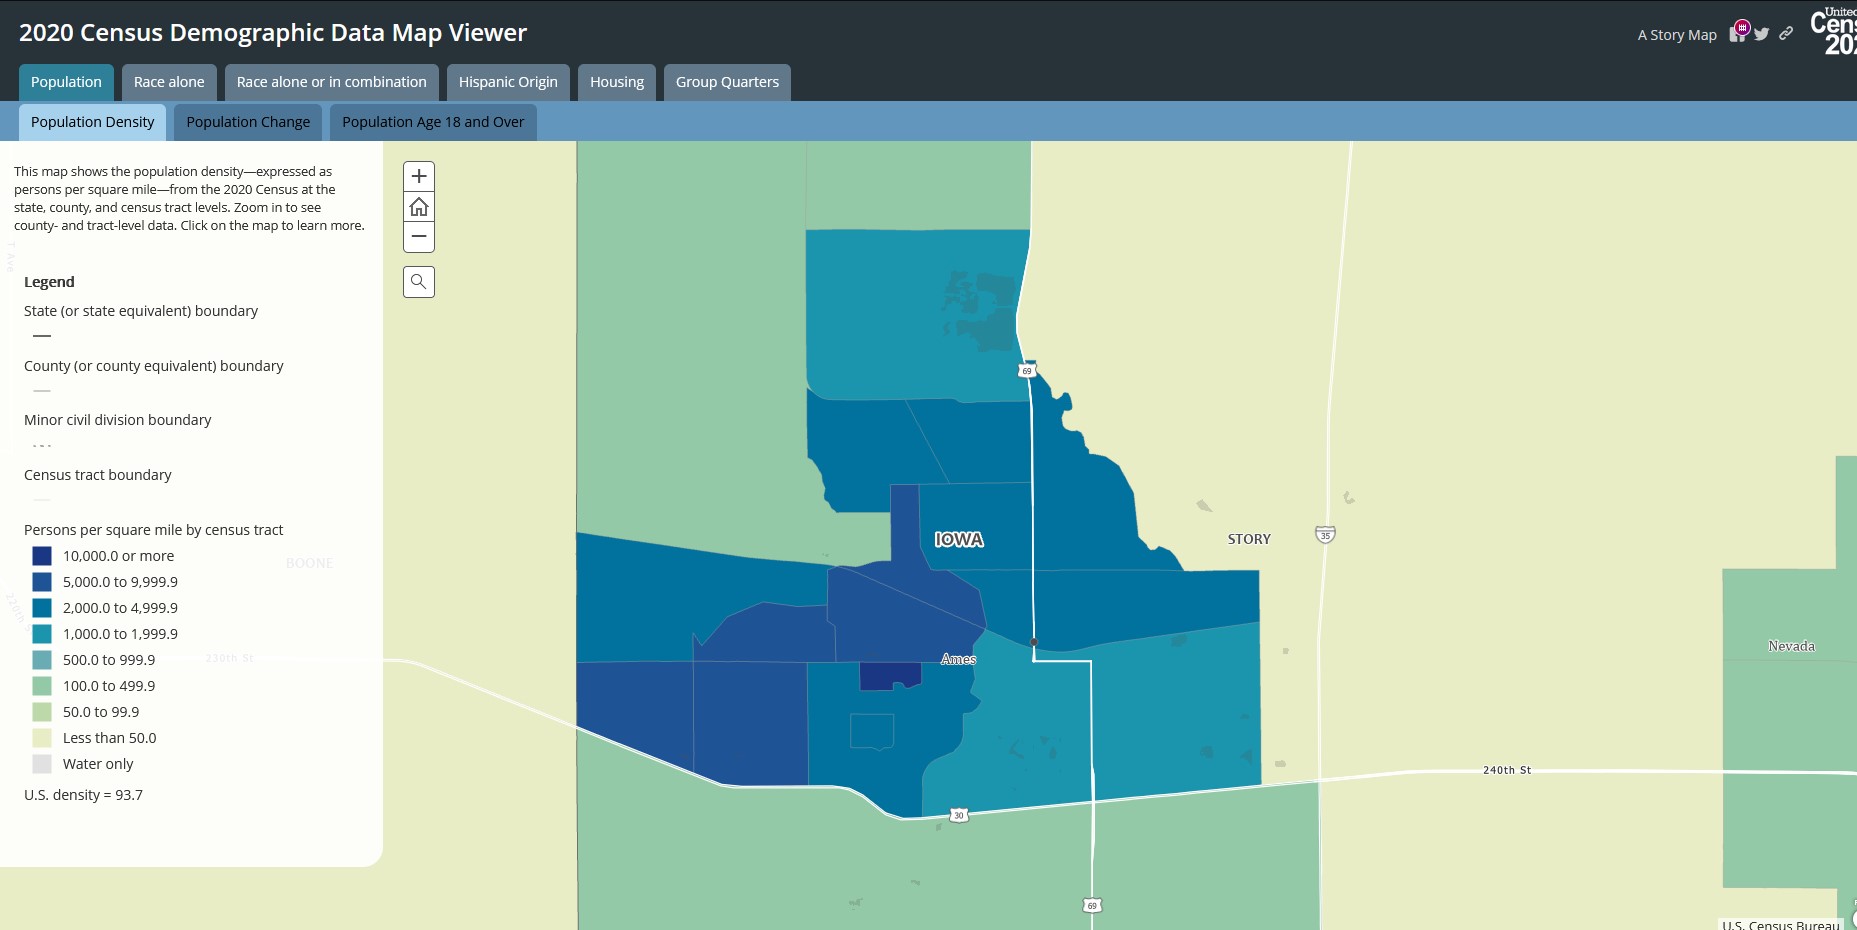 2020 Census Demographic Data Map Viewer
A Story Map
United
Cens
202
Population
Race alone
Race alone or in combination
Hispanic Origin
Housing
Group Quarters
Population Density
Population Change
Population Age 18 and Over
This map shows the population density—expressed as
persons per square mile—from the 2020 Census at the
state, county, and census tract levels. Zoom in to see
county- and tract-level data. Click on the map to learn more.
T Ave
Legend
State (or state equivalent) boundary
County (or county equivalent) boundary
Minor civil division boundary
Census tract boundary
Persons per square mile by census tract
10,000.0 or more
5,000.0 to 9,999.9
2,000.0 to 4,999.9
1,000.0 to 1,999.9
500.0 to 999.9
100.0 to 499.9
50.0 to 99.9
Less than 50.0
Water only
U.S. density = 93.7
BOONE
220th S
230th St
69
IOWA
STORY
35
Ames
Nevada
240th St
30
69
U.S. Census Bureau